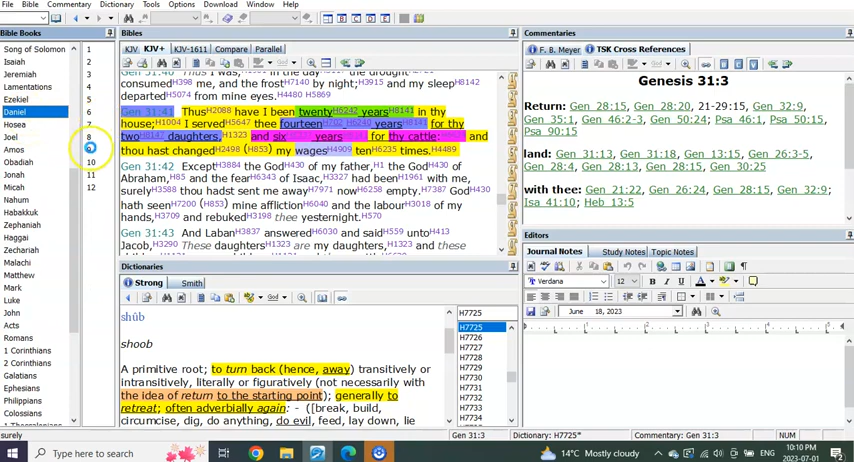 File Bible Commentary Dictionary Tools Options Download Window Help
Bible Books
Song of Solomon
Isaiah
Jeremiah
Lamentations
Ezekiel
Daniel
Hosea
Joel
Amos
Obadiah
Jonah
Micah
Nahum
Habakkuk
Zephaniah
Haggai
Zechariah
Malachi
Matthew
Mark
Luke
John
Acts
Romans
1 Corinthians
2 Corinthians
Galatians
Ephesians
Philippians
Colossians
1 Thessalonians
1
2
3
4
5
6
7
8
10
11
12
Bibles
KJV KJV+ KJV-1611 Compare Parallel
Gen 31:40 Thus I was; in the day the drought
consumed H398 me, and the frost H7140 by night; H3915 and my sleep H8142
departed H5074 from mine eyes. H4480 H5869
Gen 31:41 Thus H2088 have I been twenty H6242 years H8141 in thy
house; H1004 I served H5647 thee fourteen H702 H6240 years H8141 for thy
two H8147 daughters, H1323 and six years for thy cattle: and
thou hast changed H2498 (H853) my wages H4909 ten H6235 times. H4489
Gen 31:42 Except H3884 the God H430 of my father, H1 the God H430 of
Abraham, H85 and the fear H6343 of Isaac, H3327 had been H1961 with me,
surely H3588 thou hadst sent me away H7971 now H6258 empty. H7387 God H430
hath seen H7200 (H853) mine affliction H6040 and the labour H3018 of my
hands, H3709 and rebuked H3198 thee yesternight. H570
Gen 31:43 And Laban H3837 answered H6030 and said H559 unto H413
Jacob, H3290 These daughters H1323 are my daughters, H1323 and these
Dictionaries
Strong Smith
shûb
shoob
A primitive root; to turn back (hence, away) transitively or
intransitively, literally or figuratively (not necessarily with
the idea of return to the starting point); generally to
retreat; often adverbially again: - ([break, build,
circumcise, dig, do anything, do evil, feed, lay down, lie
H7725
H7725
H7726
H7727
H7728
H7729
H7730
H7731
H7732
H7733
H7734
Commentaries
F. B. Meyer TSK Cross References
Genesis 31:3
Return: Gen 28:15, Gen 28:20, 21-29:15, Gen 32:9,
Gen 35:1, Gen 46:2-3, Gen 50:24; Psa 46:1, Psa 50:15,
Psa 90:15
land: Gen 31:13, Gen 31:18, Gen 13:15, Gen 26:3-5,
Gen 28:4, Gen 28:13, Gen 28:15, Gen 30:25
with thee: Gen 21:22, Gen 26:24, Gen 28:15, Gen 32:9;
Isa 41:10; Heb 13:5
Editors
Journal Notes Study Notes Topic Notes
Verdana 12 B I U A
June 18, 2023
surely Gen 31:3 Dictionary: H7725* Commentary: Gen 31:3 NUM
Type here to search 14°C Mostly cloudy ENG 10:10 PM
2023-07-01